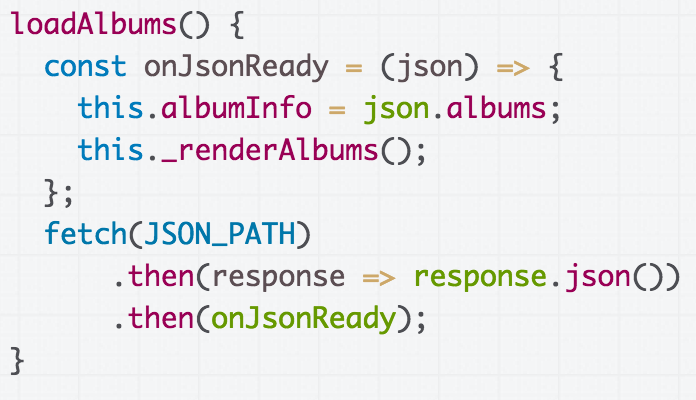 loadAlbums() {
  const onJsonReady = (json) => {
    this.albumInfo = json.albums;
    this._renderAlbums();
  };
  fetch(JSON_PATH)
      .then(response => response.json())
      .then(onJsonReady);
}